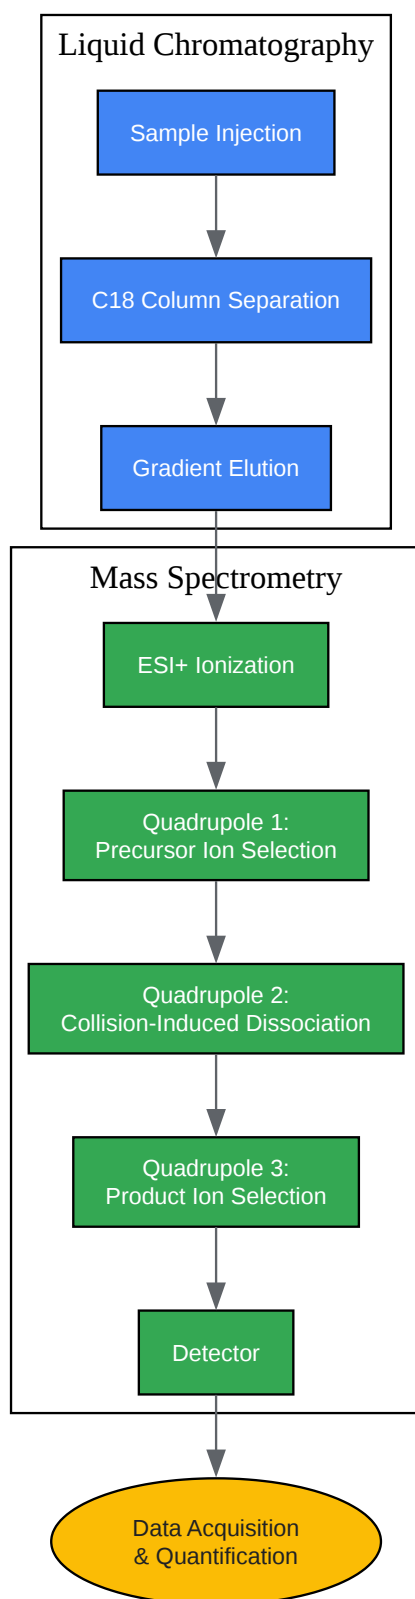 Liquid Chromatography
Sample Injection
C18 Column Separation
Gradient Elution
Mass Spectrometry
ESI+ Ionization
Quadrupole 1:
Precursor Ion Selection
Quadrupole 2:
Collision-Induced Dissociation
Quadrupole 3:
Product Ion Selection
Detector
Data Acquisition
& Quantification